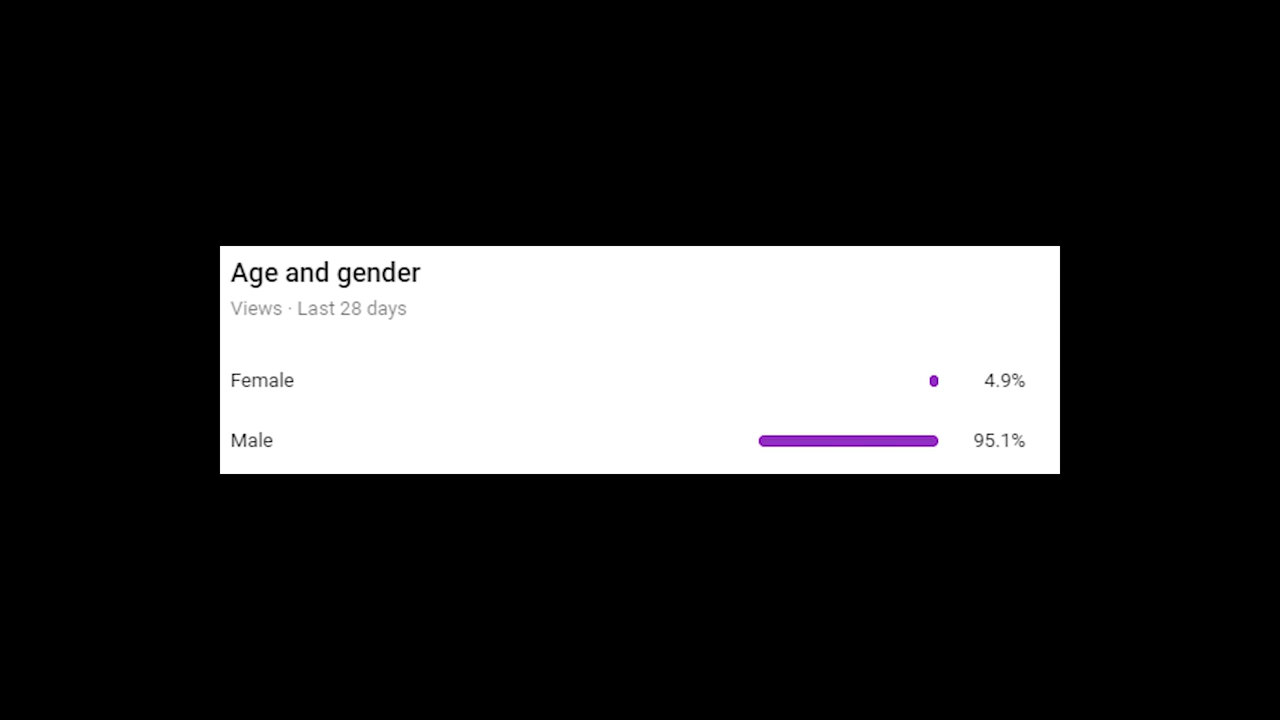 Age and gender
Views · Last 28 days
Female 4.9%
Male 95.1%